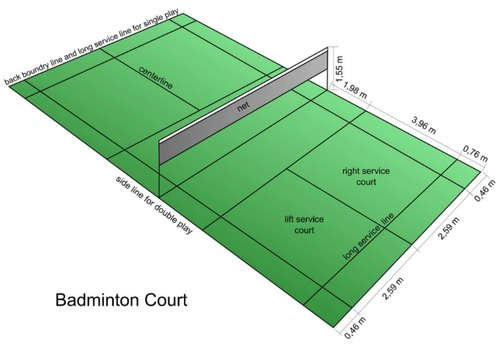 back boundry line and long service line for single play
centerline
net
1,55 m
1,98 m
3,96 m
0,76 m
right service
court
lift service
court
long service line
side line for double play
0,46 m
2,59 m
2,59 m
0,46 m
Badminton Court